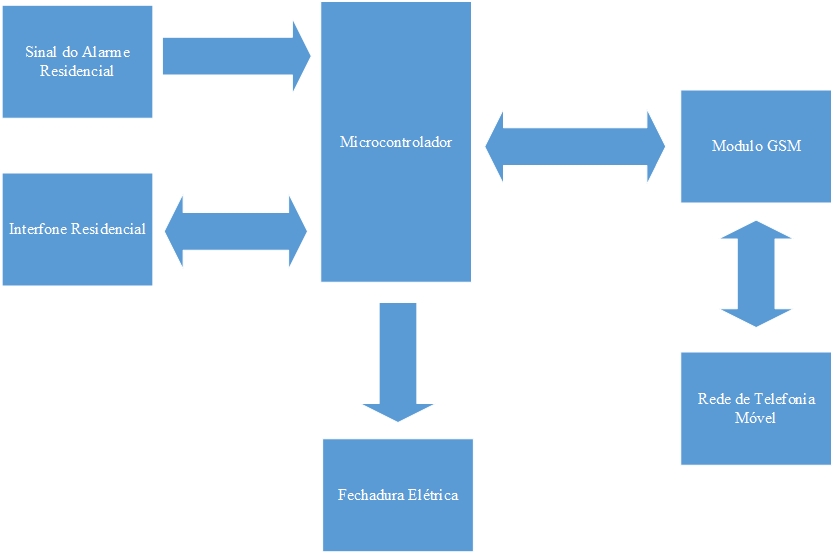 Sinal do Alarme
Residencial
Microcontrolador
Modulo GSM
Interfone Residencial
Rede de Telefonia
Móvel
Fechadura Elétrica